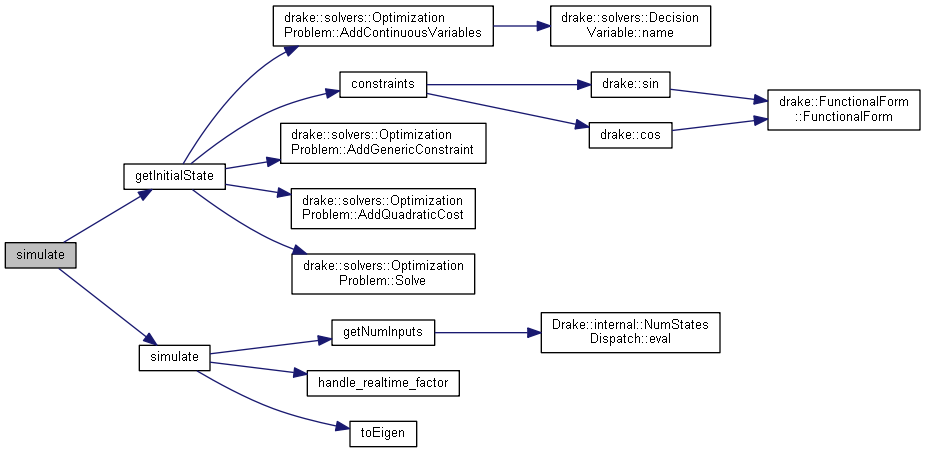 drake::solvers::Optimization
Problem::AddContinuousVariables
drake::solvers::Decision
Variable::name
constraints
drake::sin
drake::FunctionalForm
::FunctionalForm
drake::cos
drake::solvers::Optimization
Problem::AddGenericConstraint
getInitialState
drake::solvers::Optimization
Problem::AddQuadraticCost
simulate
drake::solvers::Optimization
Problem::Solve
getNumInputs
Drake::internal::NumStates
Dispatch::eval
simulate
handle_realtime_factor
toEigen